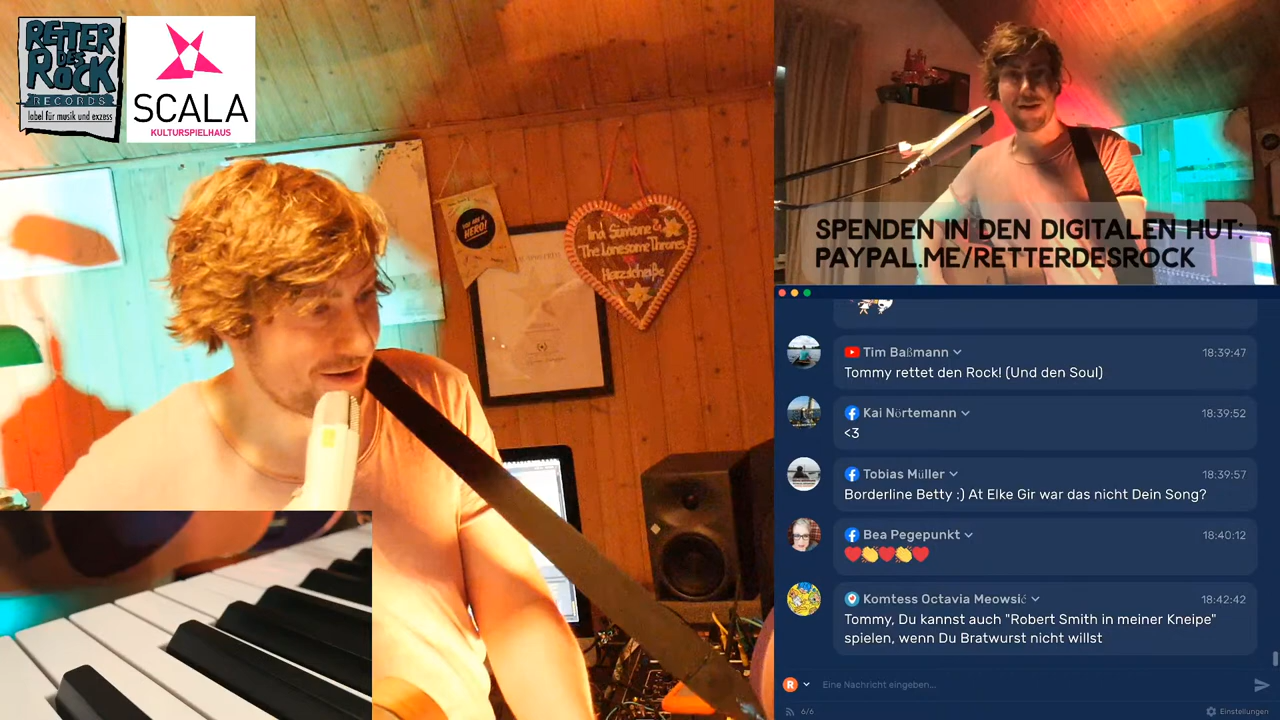 RETTER
DES
ROCK
RECORDS
label für musik und exzess
SCALA
KULTURSPIELHAUS
YOU ARE A
HERO!
Ina Simone &
The Lonesome Thrones
Harzscheiße
SPENDEN IN DEN DIGITALEN HUT:
PAYPAL.ME/RETTERDESROCK
Tim Baßmann 18:39:47
Tommy rettet den Rock! (Und den Soul)
Kai Nörtemann 18:39:52
<3
Tobias Müller 18:39:57
Borderline Betty :) At Elke Gir war das nicht Dein Song?
Bea Pegepunkt 18:40:12
❤️👏❤️👏❤️
Komtess Octavia Meowsić 18:42:42
Tommy, Du kannst auch "Robert Smith in meiner Kneipe"
spielen, wenn Du Bratwurst nicht willst
R Eine Nachricht eingeben...
6/6 Einstellungen